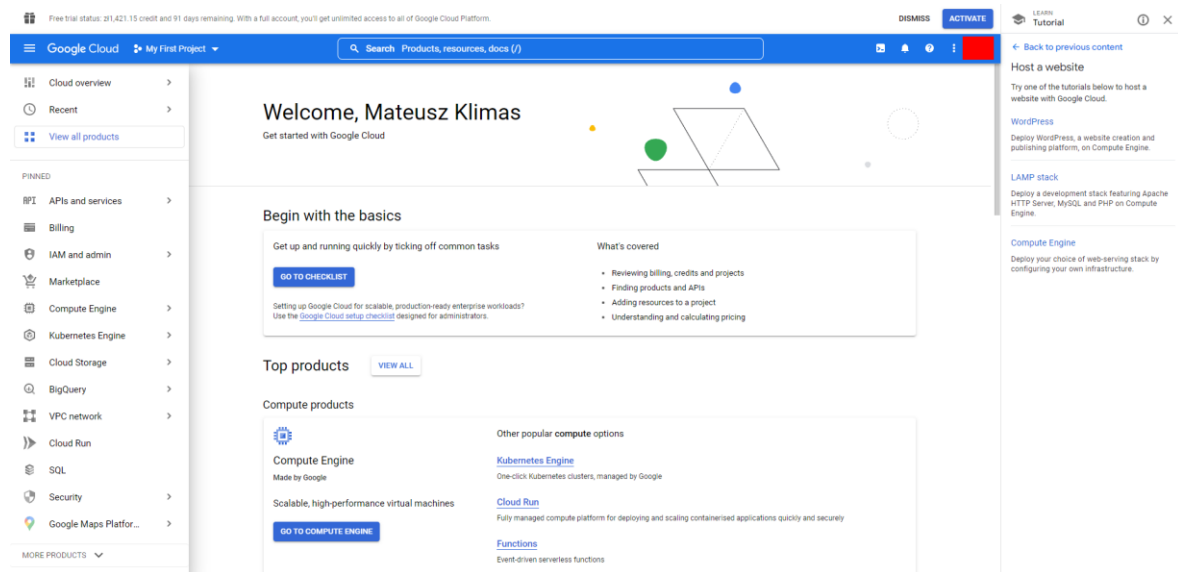 Free trial status: zł1,421.15 credit and 91 days remaining. With a full account, you'll get unlimited access to all of Google Cloud Platform.
DISMISS
ACTIVATE
Google Cloud
My First Project
Search Products, resources, docs (/)
Cloud overview
Recent
View all products
PINNED
API APIs and services
Billing
IAM and admin
Marketplace
Compute Engine
Kubernetes Engine
Cloud Storage
BigQuery
VPC network
Cloud Run
SQL
Security
Google Maps Platfor...
MORE PRODUCTS
Welcome, Mateusz Klimas
Get started with Google Cloud
Begin with the basics
Get up and running quickly by ticking off common tasks
GO TO CHECKLIST
Setting up Google Cloud for scalable, production-ready enterprise workloads?
Use the Google Cloud setup checklist designed for administrators.
What's covered
• Reviewing billing, credits and projects
• Finding products and APIs
• Adding resources to a project
• Understanding and calculating pricing
Top products
VIEW ALL
Compute products
Compute Engine
Made by Google
Scalable, high-performance virtual machines
GO TO COMPUTE ENGINE
Other popular compute options
Kubernetes Engine
One-click Kubernetes clusters, managed by Google
Cloud Run
Fully managed compute platform for deploying and scaling containerised applications quickly and securely
Functions
Event-driven serverless functions
LEARN
Tutorial
Back to previous content
Host a website
Try one of the tutorials below to host a
website with Google Cloud.
WordPress
Deploy WordPress, a website creation and
publishing platform, on Compute Engine.
LAMP stack
Deploy a development stack featuring Apache
HTTP Server, MySQL and PHP on Compute
Engine.
Compute Engine
Deploy your choice of web-serving stack by
configuring your own infrastructure.